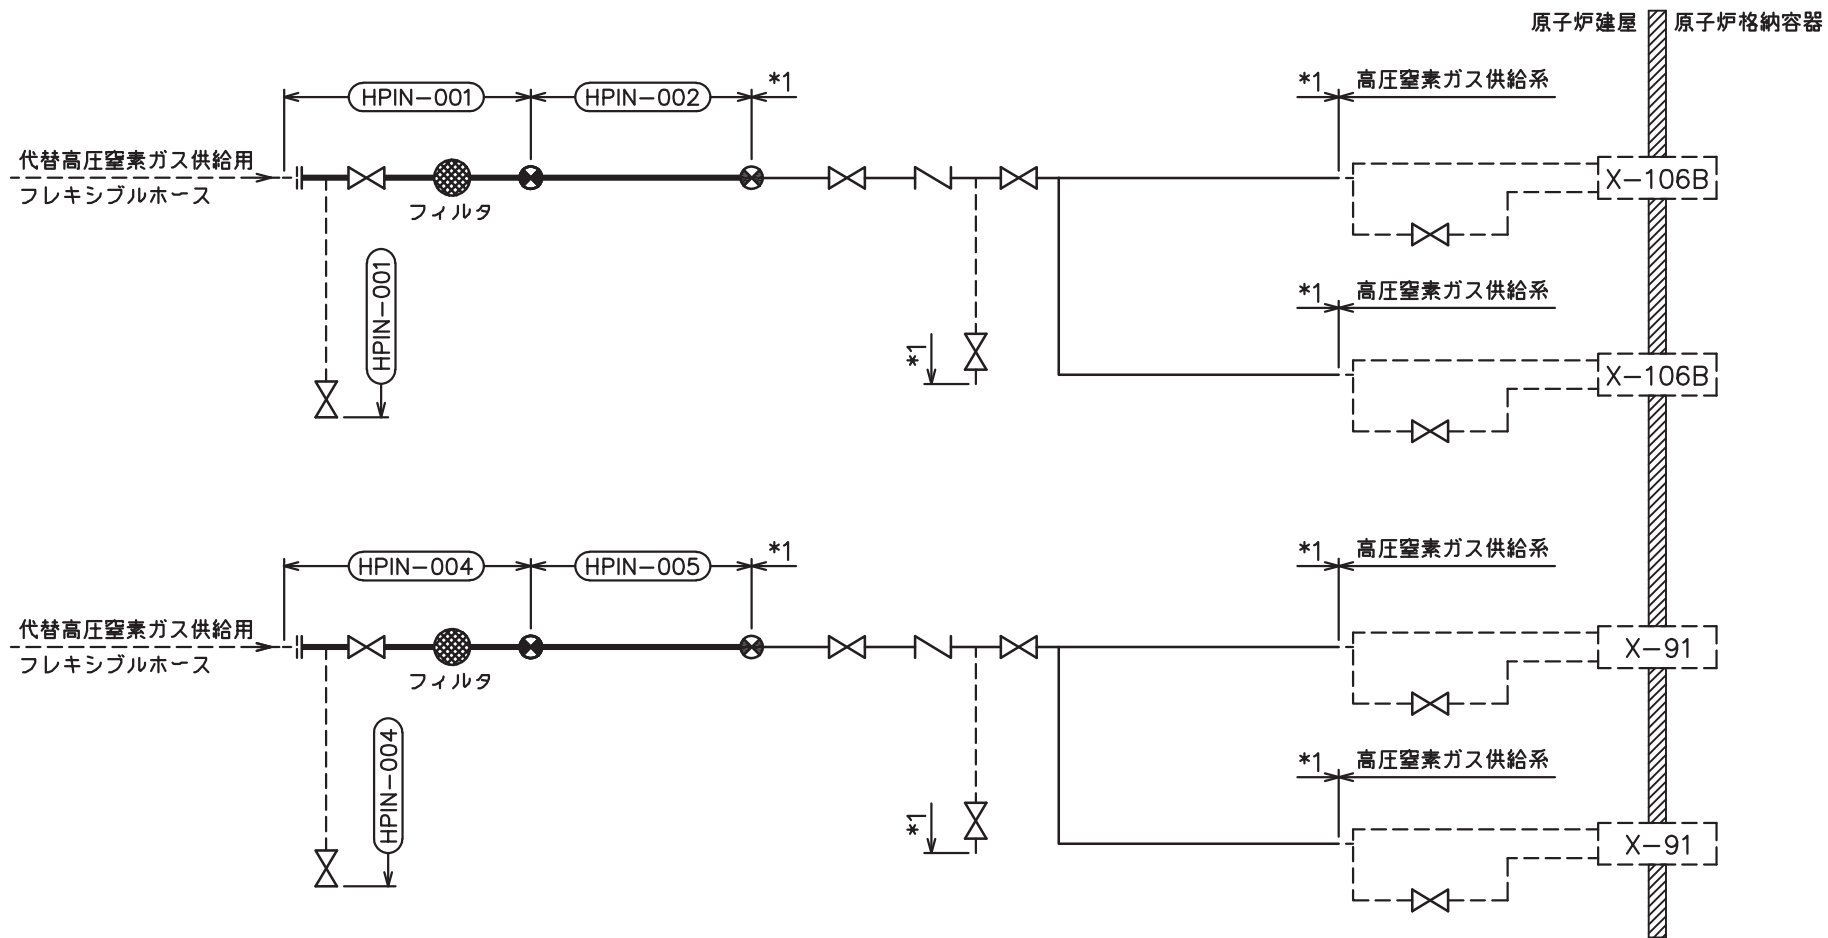 原子炉建屋
原子炉格納容器
HPIN-001
HPIN-002
*1
*1
高圧窒素ガス供給系
代替高圧窒素ガス供給用
フレキシブルホース
フィルタ
X-106B
HPIN-001
*1
*1
高圧窒素ガス供給系
X-106B
HPIN-004
HPIN-005
*1
*1
高圧窒素ガス供給系
代替高圧窒素ガス供給用
フレキシブルホース
フィルタ
X-91
HPIN-004
*1
*1
高圧窒素ガス供給系
X-91